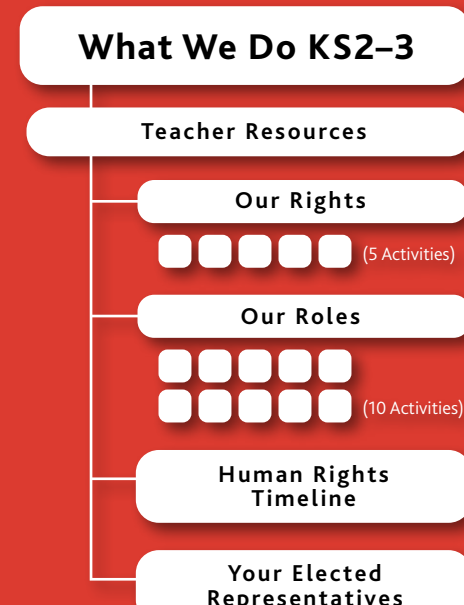 What We Do KS2–3
Teacher Resources
Our Rights
(5 Activities)
Our Roles
(10 Activities)
Human Rights
Timeline
Your Elected
Representatives